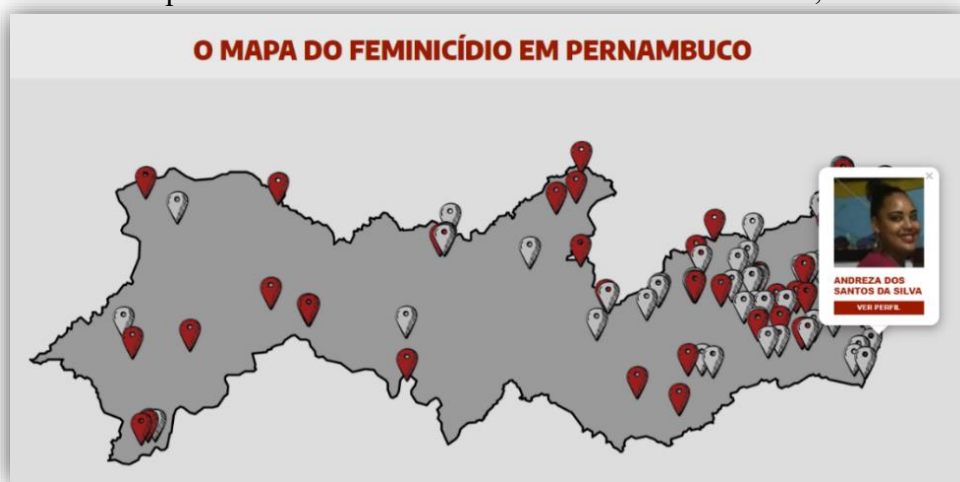 O MAPA DO FEMINICÍDIO EM PERNAMBUCO
×
ANDREZA DOS
SANTOS DA SILVA
VER PERFIL